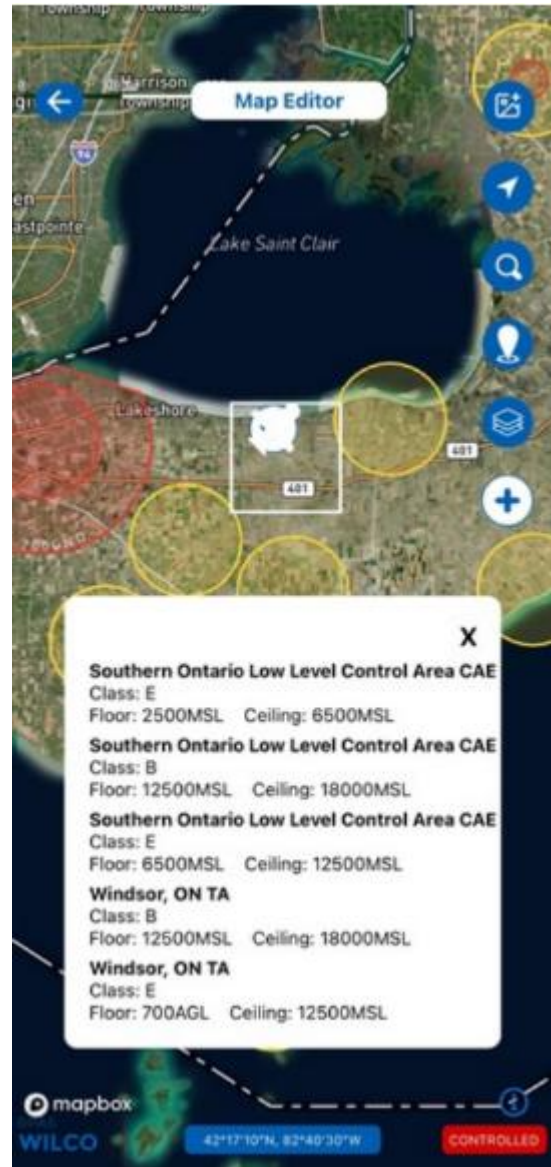 Township
Harrison
Township
Map Editor
94
Eastpointe
Lake Saint Clair
Lakeshore
401
401
X
Southern Ontario Low Level Control Area CAE
Class: E
Floor: 2500MSL Ceiling: 6500MSL
Southern Ontario Low Level Control Area CAE
Class: B
Floor: 12500MSL Ceiling: 18000MSL
Southern Ontario Low Level Control Area CAE
Class: E
Floor: 6500MSL Ceiling: 12500MSL
Windsor, ON TA
Class: B
Floor: 12500MSL Ceiling: 18000MSL
Windsor, ON TA
Class: E
Floor: 700AGL Ceiling: 12500MSL
mapbox
WILCO
42°17'10"N, 82°40'30"W
CONTROLLED